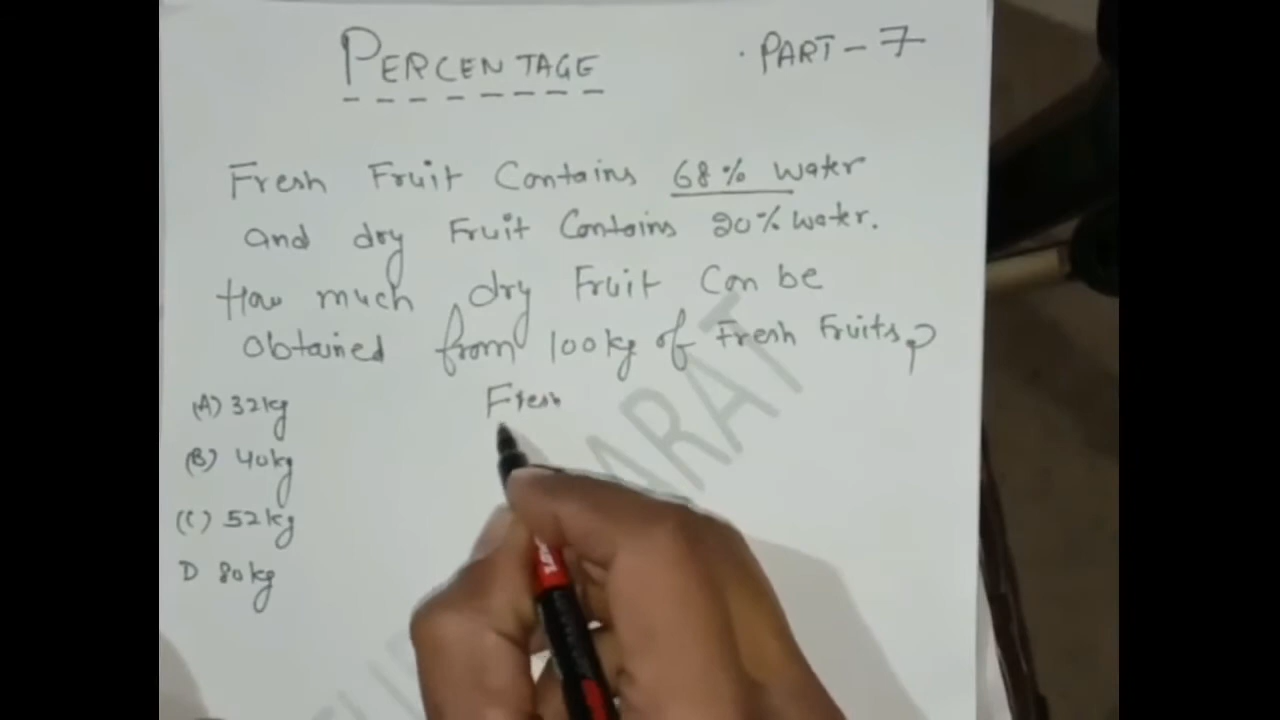 PERCENTAGE
. PART-7
Fresh Fruit Contains 68% water
and dry Fruit Contains 20% water.
How much dry Fruit Can be
obtained from 100kg of Fresh Fruits?
(A) 32kg
(B) 40kg
(C) 52kg
D 80kg
Fresh